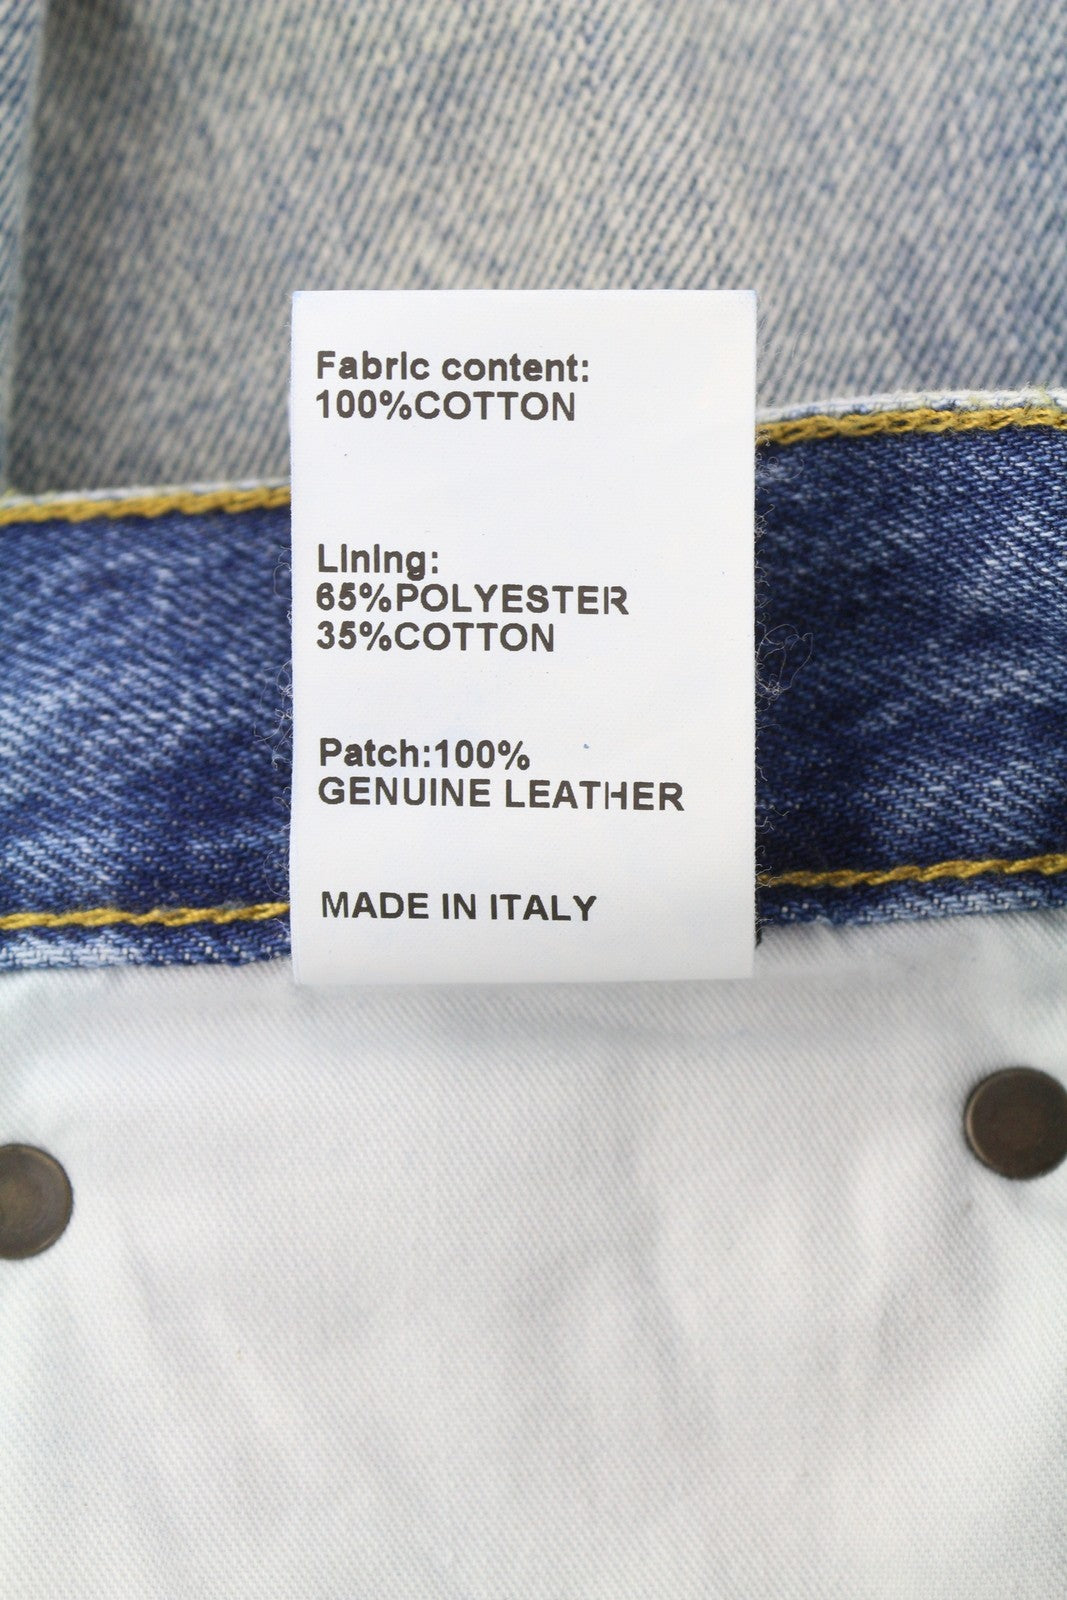 Fabric content:
100%COTTON
Lining:
65%POLYESTER
35%COTTON
Patch:100%
GENUINE LEATHER
MADE IN ITALY